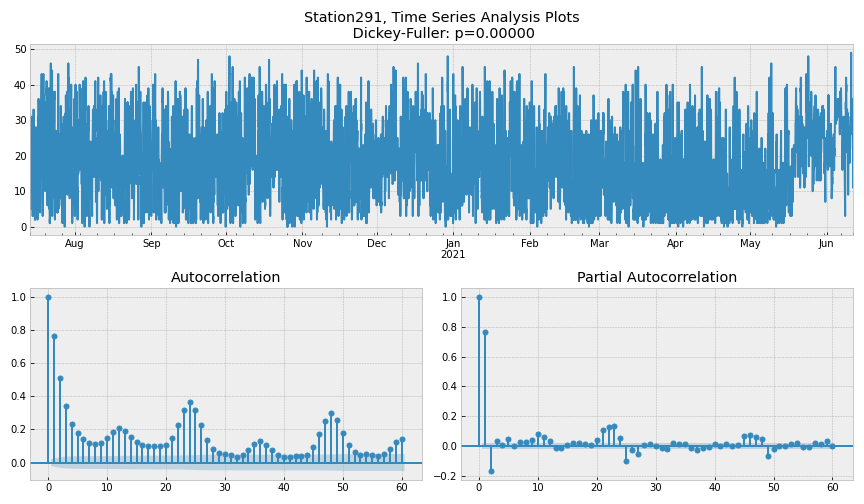 Station291, Time Series Analysis Plots
Dickey-Fuller: p=0.00000
50
40
30
20
10
0
Aug Sep Oct Nov Dec Jan Feb Mar Apr May Jun
2021
Autocorrelation
1.0
0.8
0.6
0.4
0.2
0.0
0 10 20 30 40 50 60
Partial Autocorrelation
1.0
0.8
0.6
0.4
0.2
0.0
−0.2
0 10 20 30 40 50 60